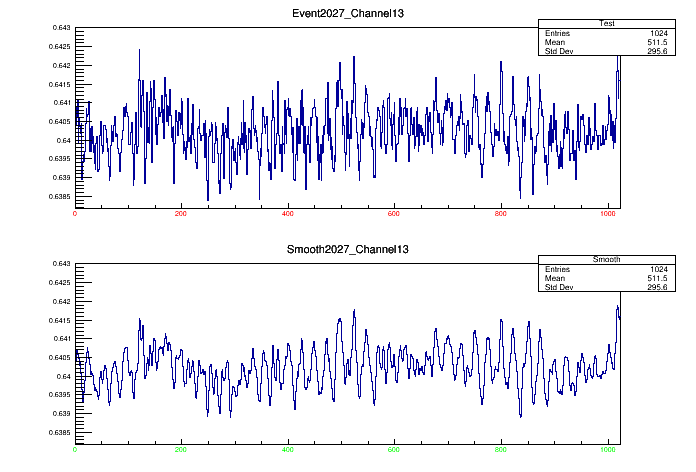 Event2027_Channel13
Test
Entries 1024
Mean 511.5
Std Dev 295.6
0.643
0.6425
0.642
0.6415
0.641
0.6405
0.64
0.6395
0.639
0.6385
0 200 400 600 800 1000
Smooth2027_Channel13
Smooth
Entries 1024
Mean 511.5
Std Dev 295.6
0.643
0.6425
0.642
0.6415
0.641
0.6405
0.64
0.6395
0.639
0.6385
0 200 400 600 800 1000